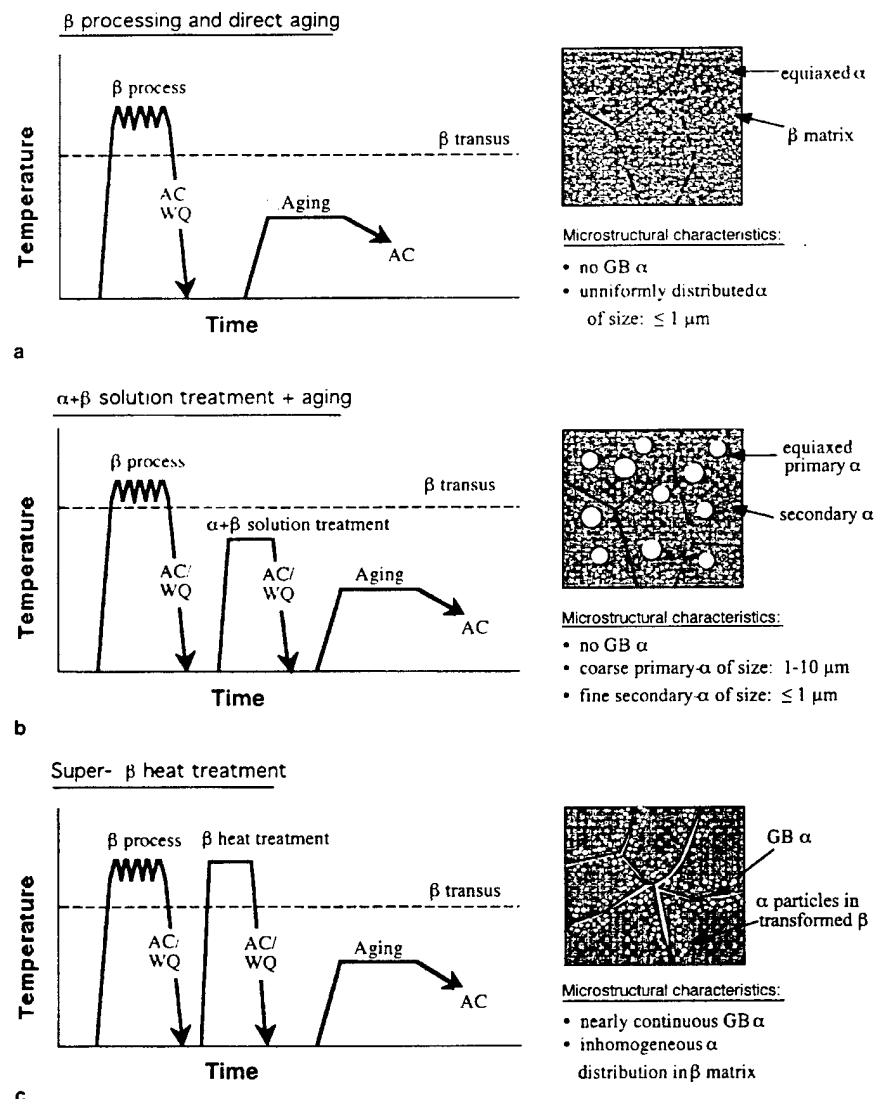 β processing and direct aging
β process
β transus
AC
WQ
Aging
AC
Temperature
Time
equiaxed α
β matrix
Microstructural characteristics:
• no GB α
• unniformly distributed α
of size: ≤ 1 μm
a
α+β solution treatment + aging
β process
β transus
α+β solution treatment
AC/
WQ
AC/
WQ
Aging
AC
Temperature
Time
equiaxed
primary α
secondary α
Microstructural characteristics:
• no GB α
• coarse primary-α of size: 1-10 μm
• fine secondary-α of size: ≤ 1 μm
b
Super- β heat treatment
β process
β heat treatment
β transus
AC/
WQ
AC/
WQ
Aging
AC
Temperature
Time
GB α
α particles in
transformed β
Microstructural characteristics:
• nearly continuous GB α
• inhomogeneous α
distribution in β matrix
c